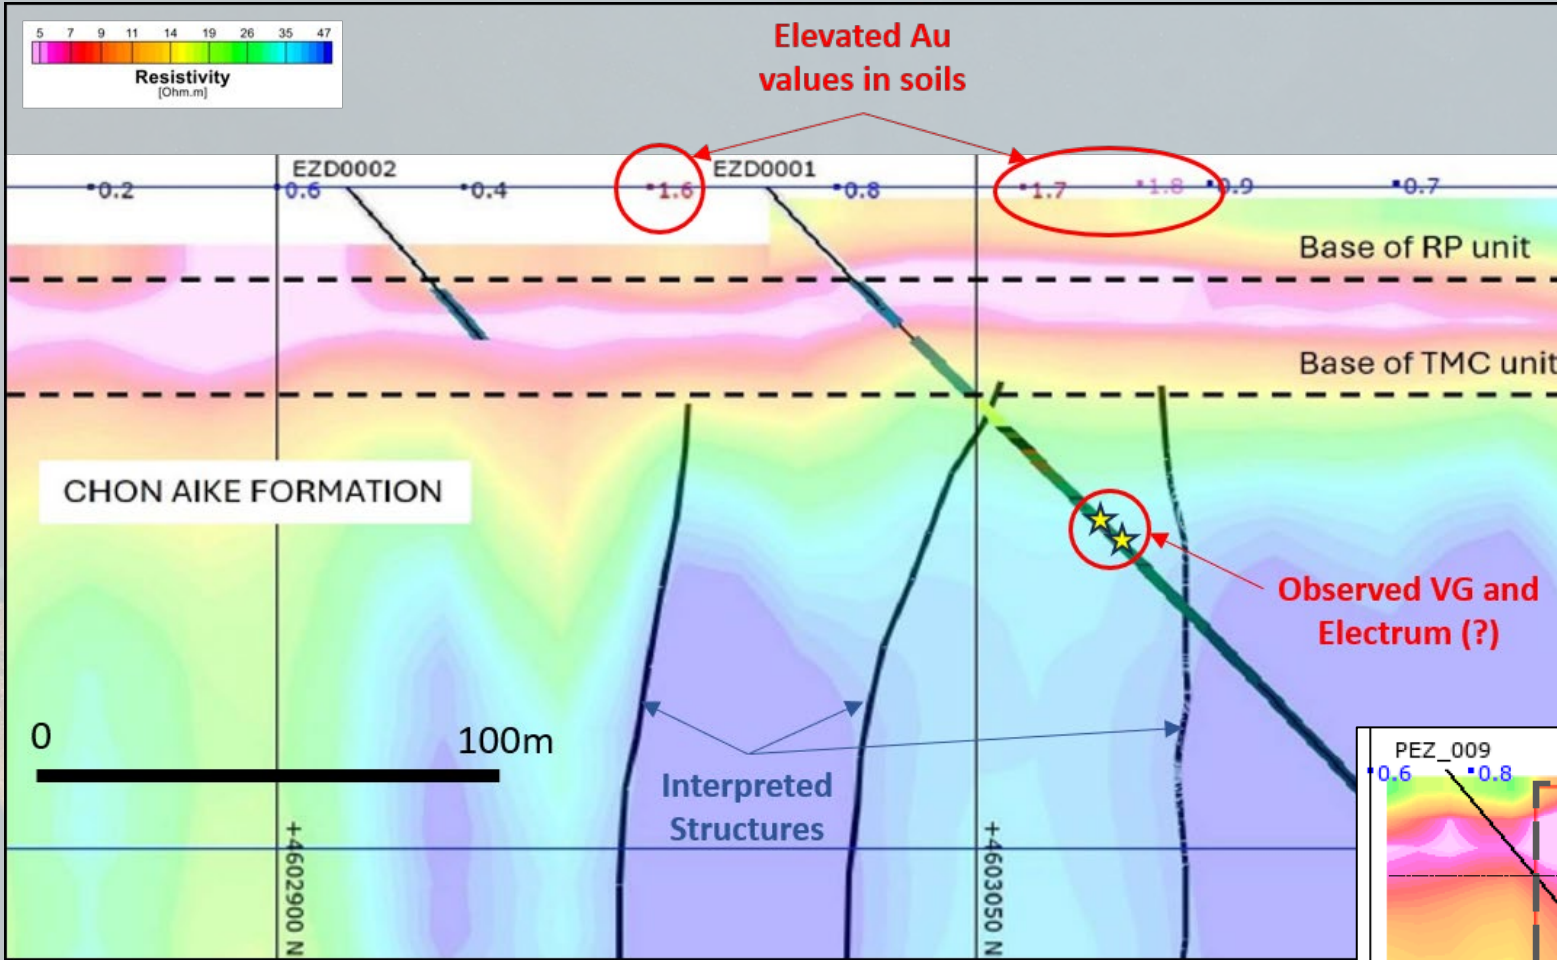 5 7 9 11 14 19 26 35 47
Resistivity
[Ohm.m]
Elevated Au
values in soils
EZD0002
EZD0001
0.2
0.6
0.4
1.6
0.8
1.7
1.8
0.9
0.7
Base of RP unit
Base of TMC unit
CHON AIKE FORMATION
Observed VG and
Electrum (?)
0
100m
Interpreted
Structures
+4602900 N
+4603050 N
PEZ_009
0.6
0.8